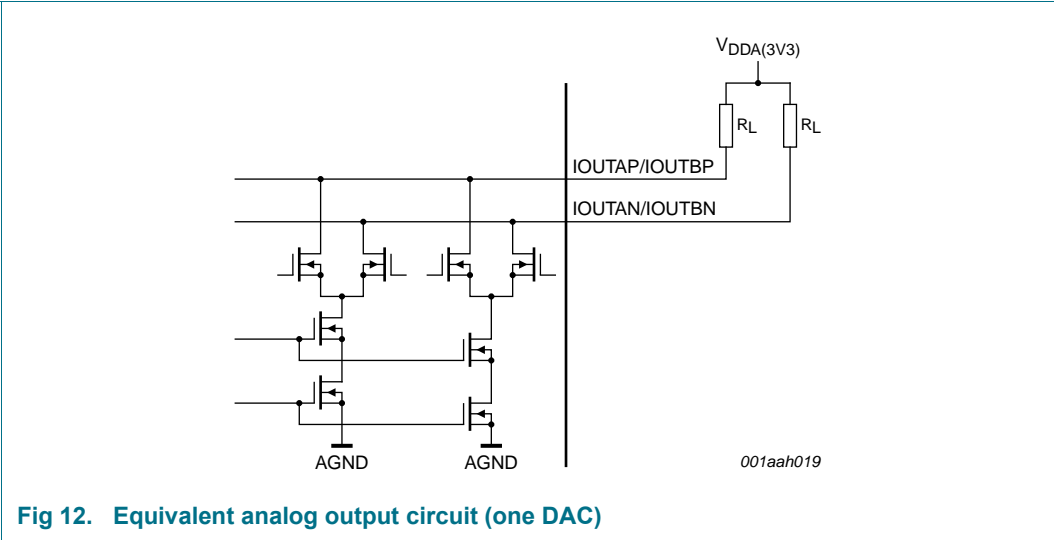 VDDA(3V3)
RL RL
IOUTAP/IOUTBP
IOUTAN/IOUTBN
AGND AGND 001aah019
Fig 12. Equivalent analog output circuit (one DAC)